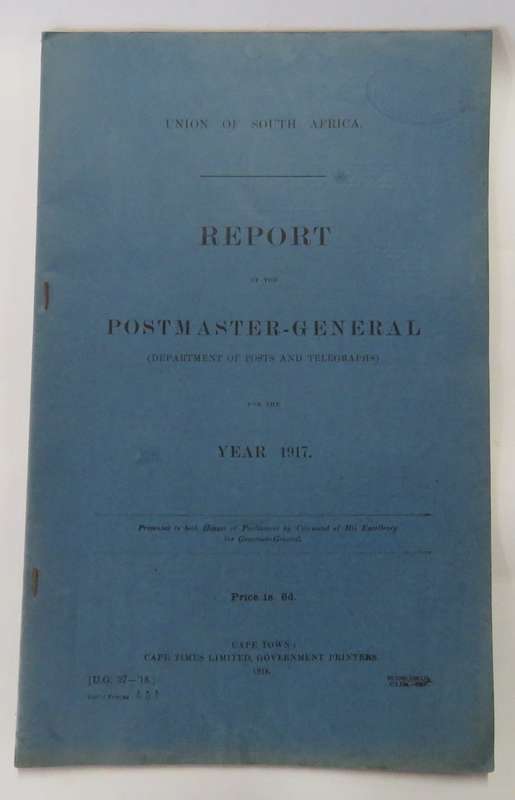 UNION OF SOUTH AFRICA.
REPORT
OF THE
POSTMASTER-GENERAL
(DEPARTMENT OF POSTS AND TELEGRAPHS)
FOR THE
YEAR 1917.
Presented to both Houses of Parliament by Command of His Excellency
the Governor-General.
Price 1s. 6d.
CAPE TOWN:
CAPE TIMES LIMITED, GOVERNMENT PRINTERS.
1918.
[U.G. 27—'18.]